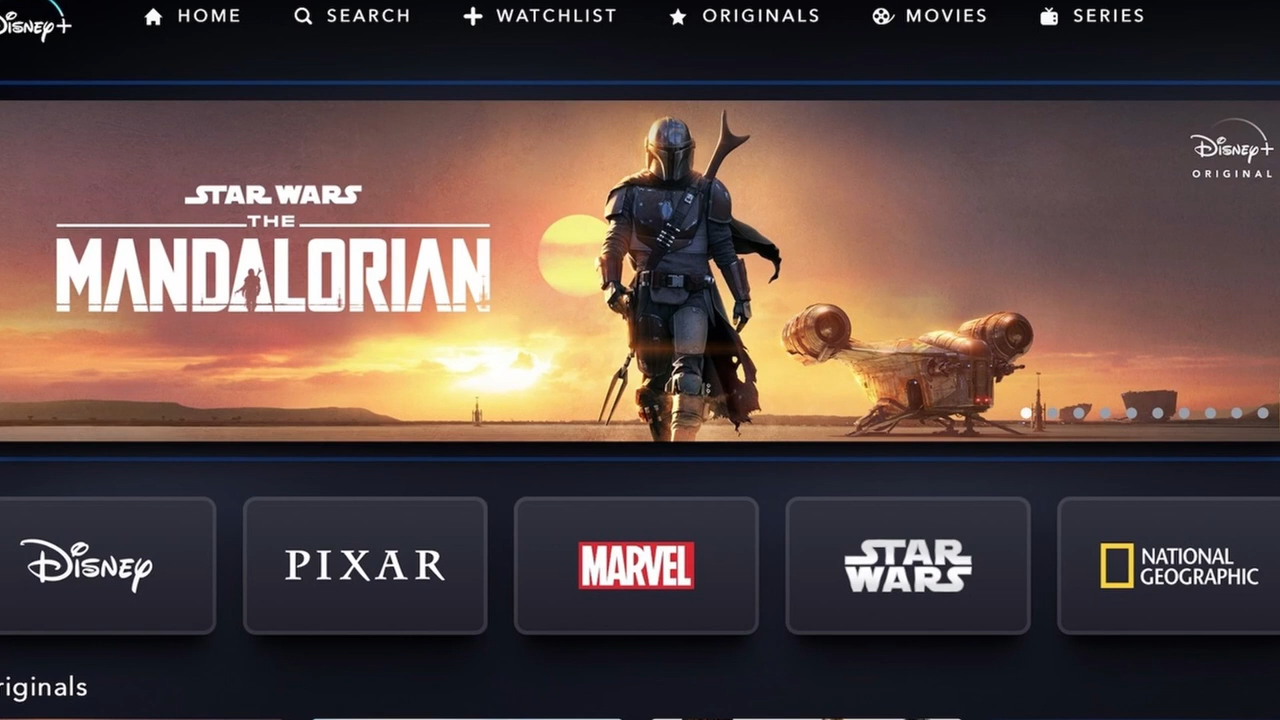 Disney+
HOME
SEARCH
WATCHLIST
ORIGINALS
MOVIES
SERIES
STAR WARS
THE
MANDALORIAN
Disney+
ORIGINAL
Disney
PIXAR
MARVEL
STAR
WARS
NATIONAL
GEOGRAPHIC
riginals